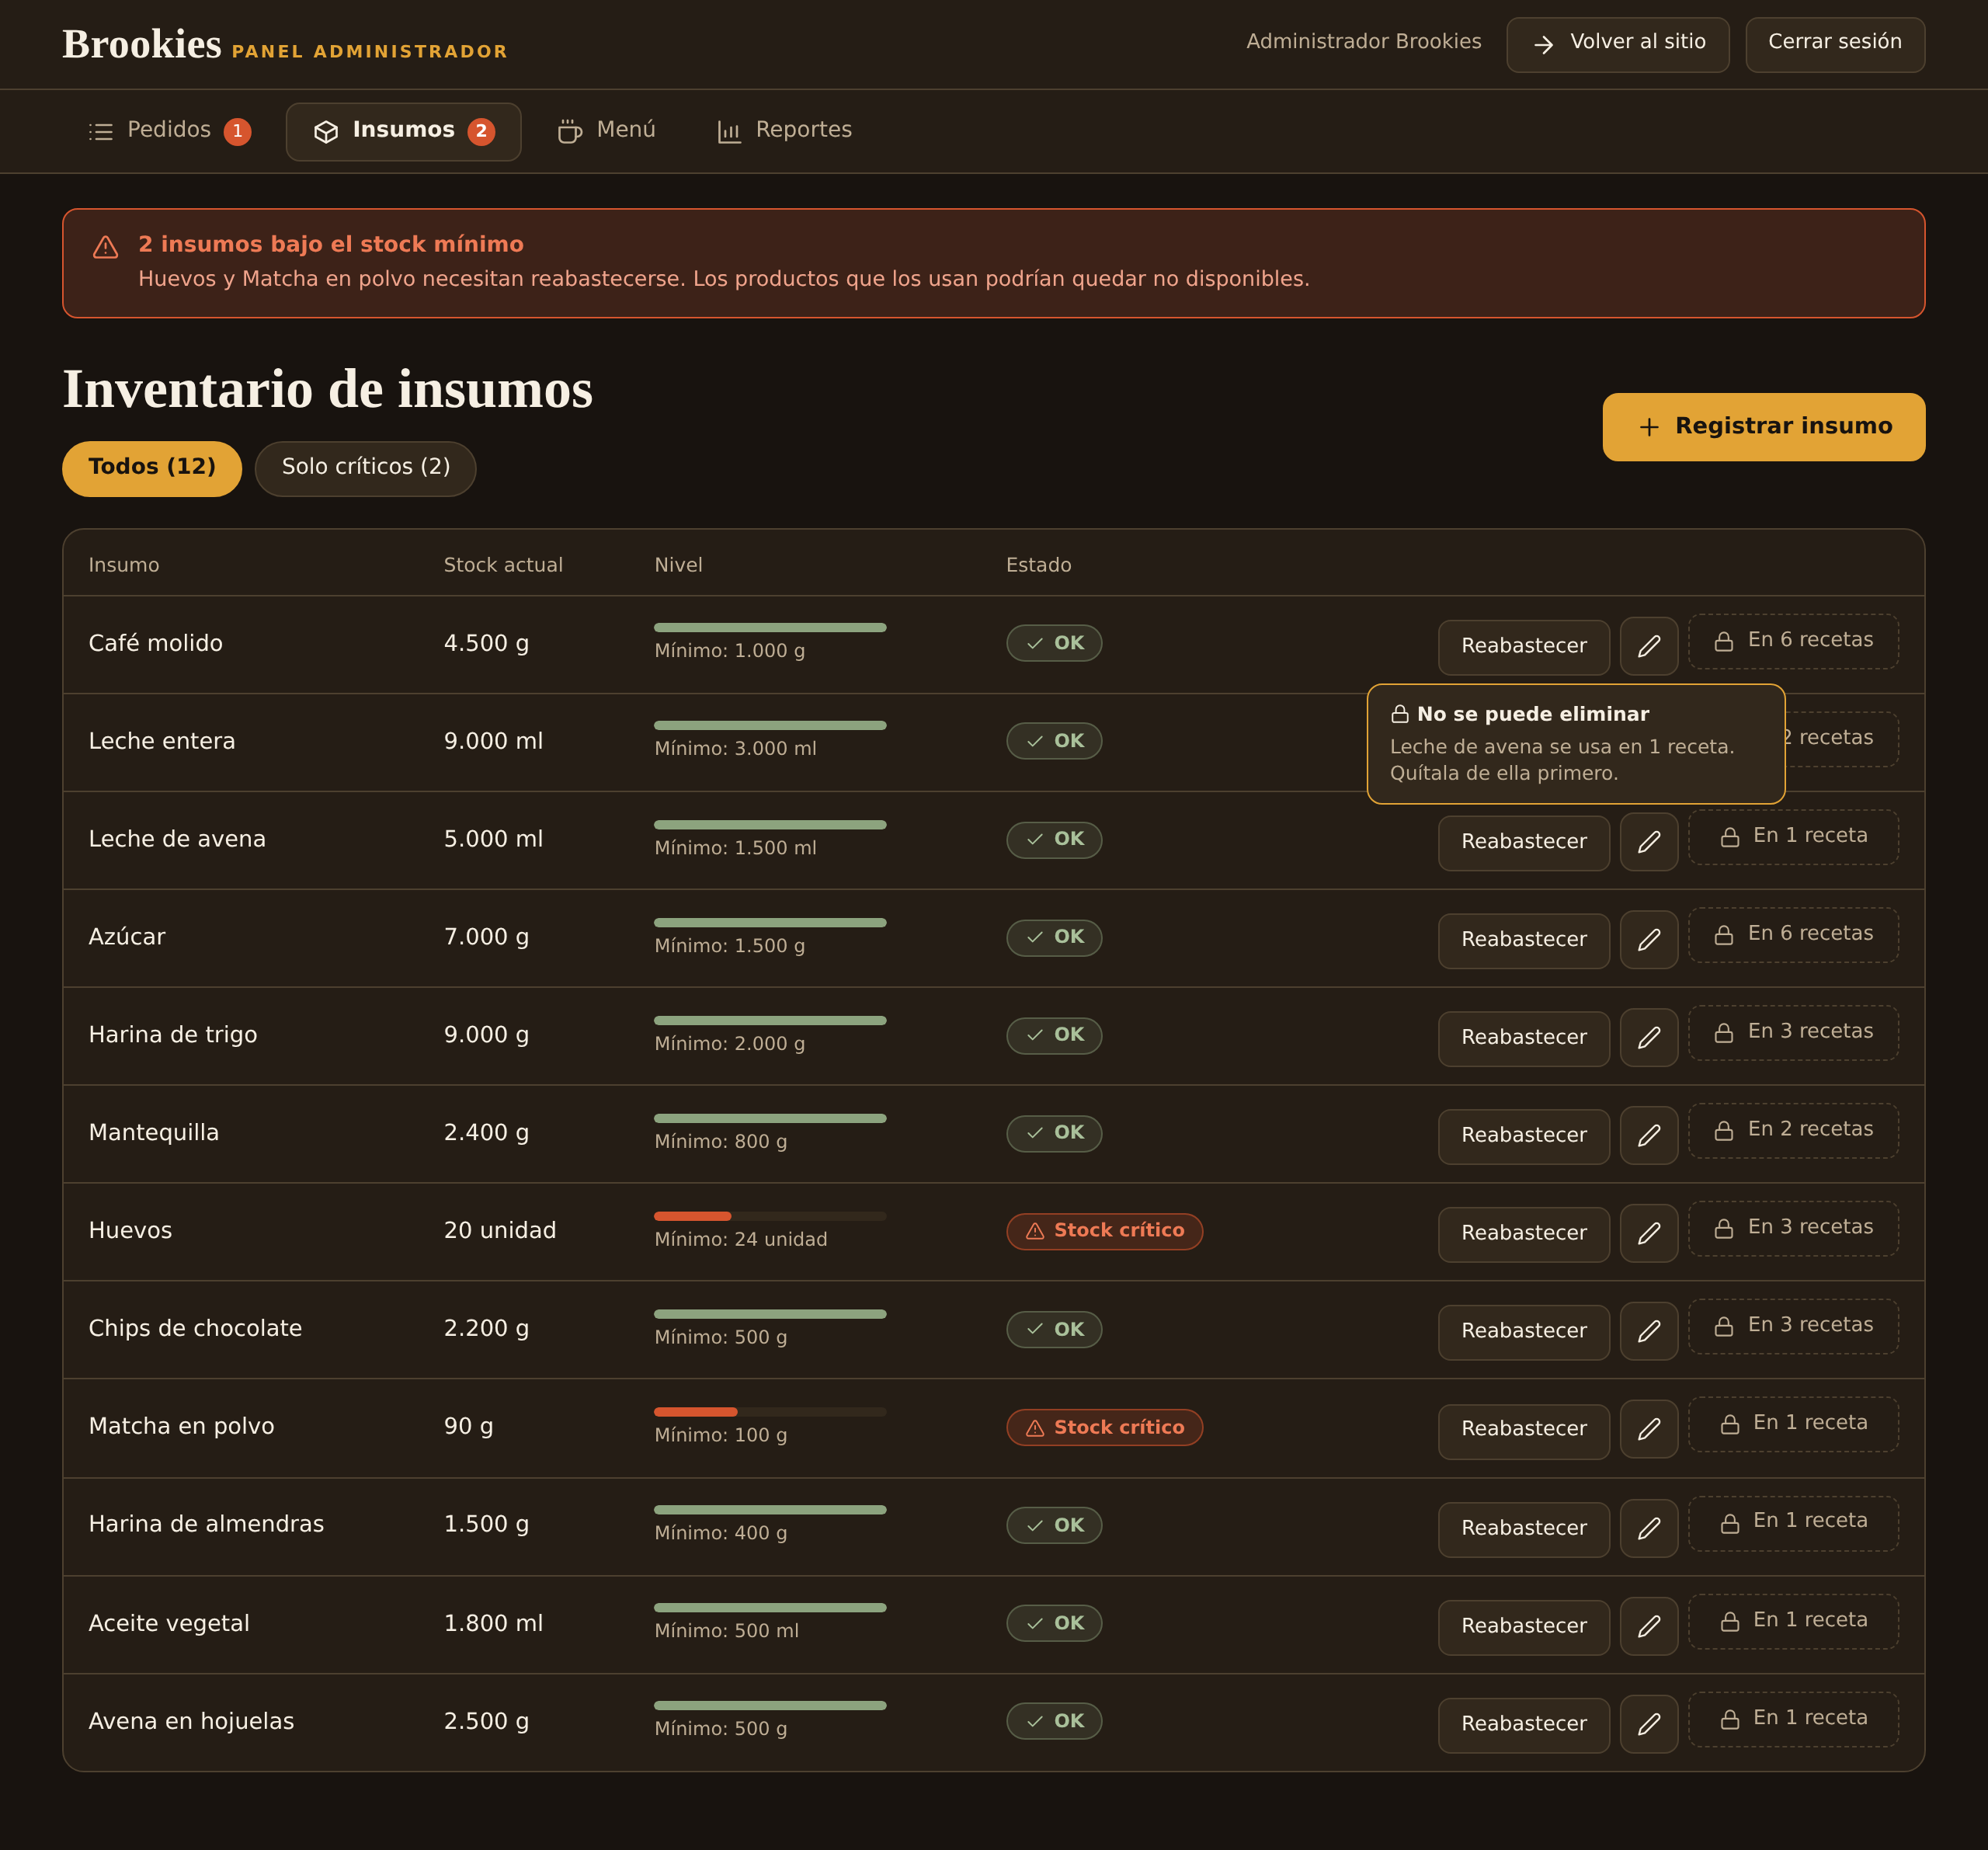 Brookies PANEL ADMINISTRADOR
Administrador Brookies
Volver al sitio
Cerrar sesión
Pedidos 1
Insumos 2
Menú
Reportes
2 insumos bajo el stock mínimo
Huevos y Matcha en polvo necesitan reabastecerse. Los productos que los usan podrían quedar no disponibles.
Inventario de insumos
Todos (12)
Solo críticos (2)
Registrar insumo
Insumo Stock actual Nivel Estado
Café molido 4.500 g Mínimo: 1.000 g OK Reabastecer En 6 recetas
No se puede eliminar
Leche de avena se usa en 1 receta.
Quítala de ella primero.
Leche entera 9.000 ml Mínimo: 3.000 ml OK 2 recetas
Leche de avena 5.000 ml Mínimo: 1.500 ml OK Reabastecer En 1 receta
Azúcar 7.000 g Mínimo: 1.500 g OK Reabastecer En 6 recetas
Harina de trigo 9.000 g Mínimo: 2.000 g OK Reabastecer En 3 recetas
Mantequilla 2.400 g Mínimo: 800 g OK Reabastecer En 2 recetas
Huevos 20 unidad Mínimo: 24 unidad Stock crítico Reabastecer En 3 recetas
Chips de chocolate 2.200 g Mínimo: 500 g OK Reabastecer En 3 recetas
Matcha en polvo 90 g Mínimo: 100 g Stock crítico Reabastecer En 1 receta
Harina de almendras 1.500 g Mínimo: 400 g OK Reabastecer En 1 receta
Aceite vegetal 1.800 ml Mínimo: 500 ml OK Reabastecer En 1 receta
Avena en hojuelas 2.500 g Mínimo: 500 g OK Reabastecer En 1 receta